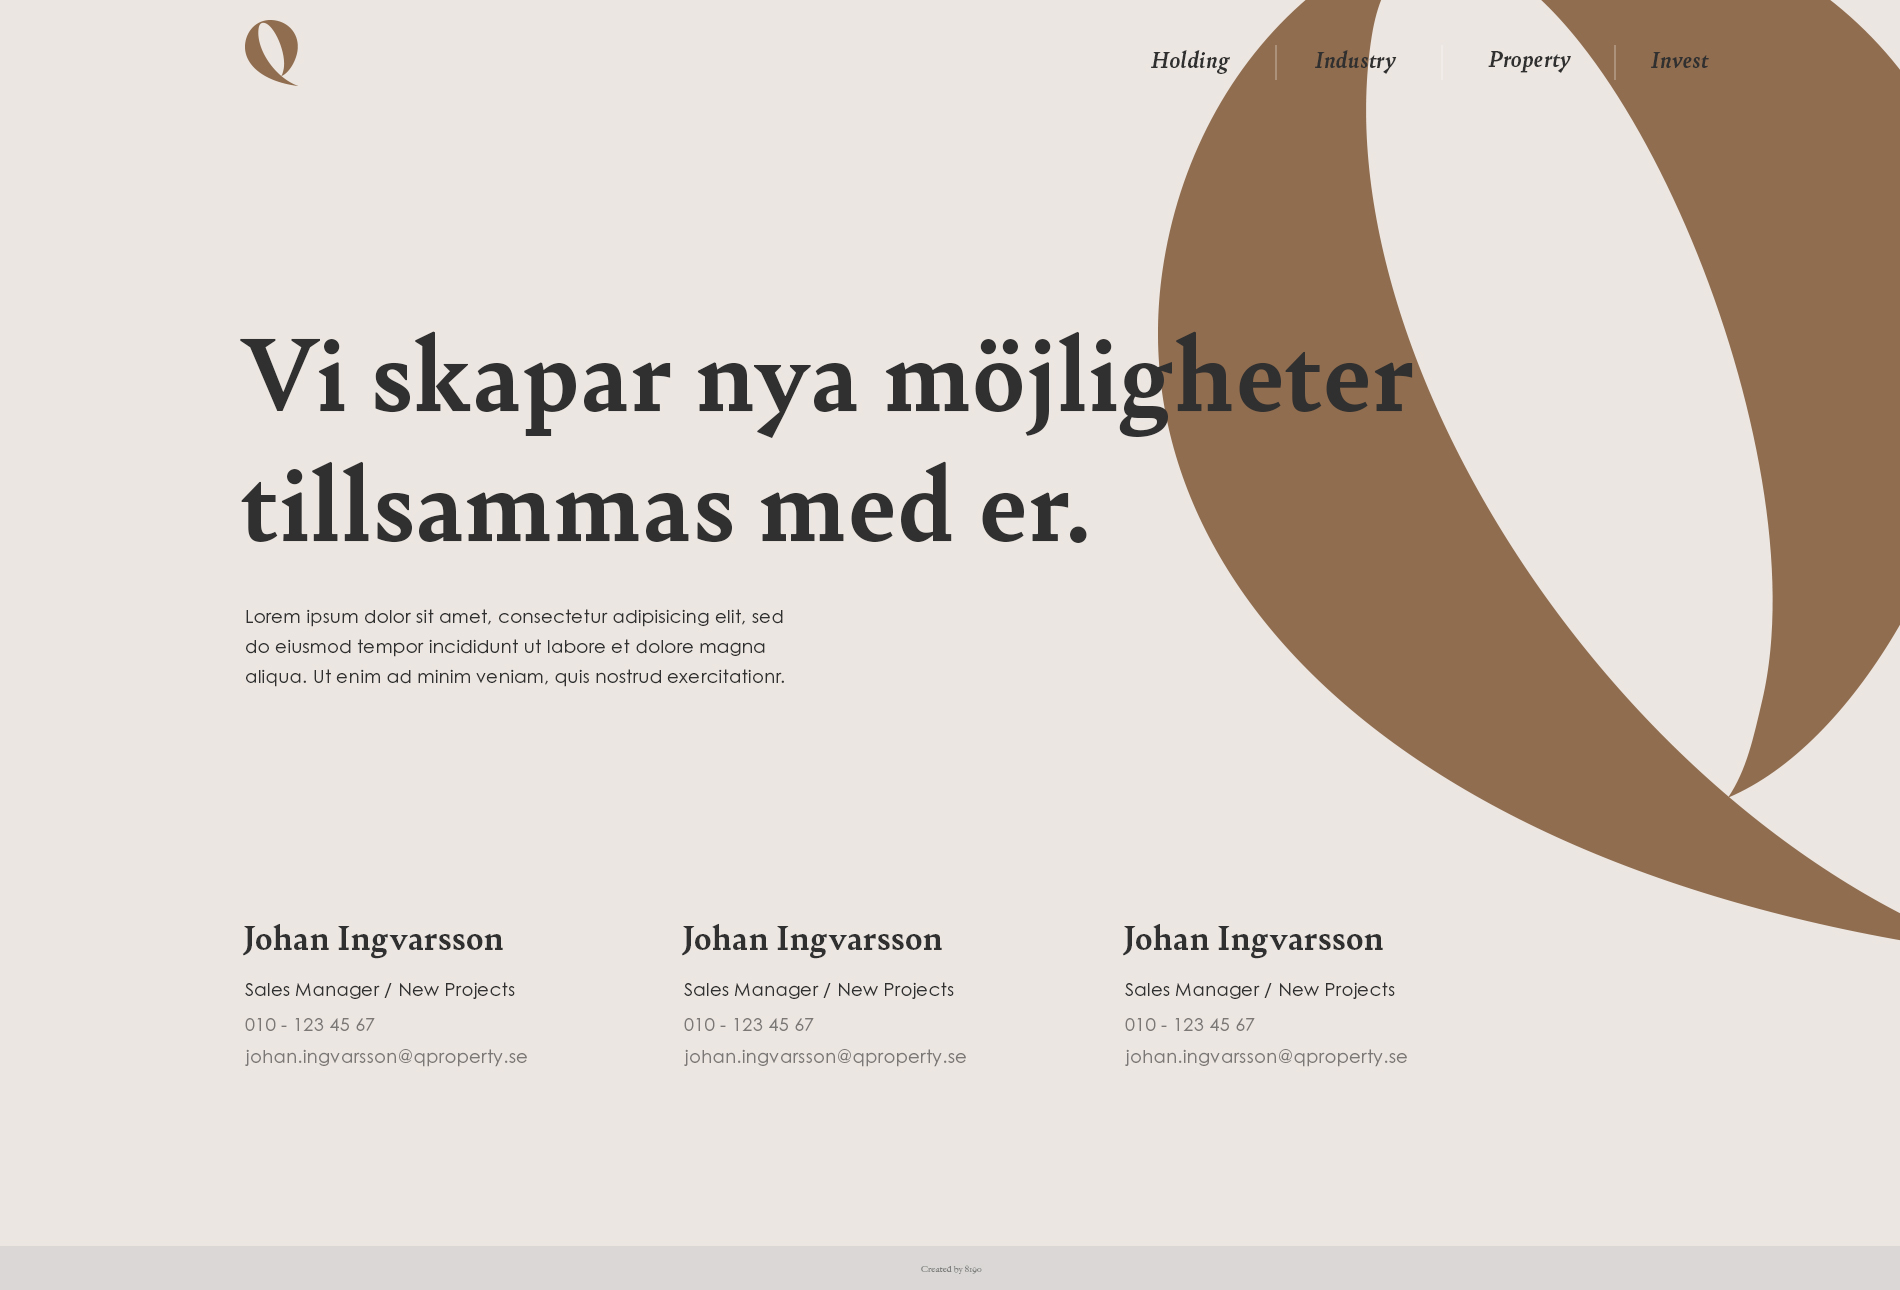 Holding
Industry
Property
Invest
Vi skapar nya möjligheter
tillsammas med er.
Lorem ipsum dolor sit amet, consectetur adipisicing elit, sed
do eiusmod tempor incididunt ut labore et dolore magna
aliqua. Ut enim ad minim veniam, quis nostrud exercitationr.
Johan Ingvarsson
Sales Manager / New Projects
010 - 123 45 67
johan.ingvarsson@qproperty.se
Johan Ingvarsson
Sales Manager / New Projects
010 - 123 45 67
johan.ingvarsson@qproperty.se
Johan Ingvarsson
Sales Manager / New Projects
010 - 123 45 67
johan.ingvarsson@qproperty.se
Created by 8190